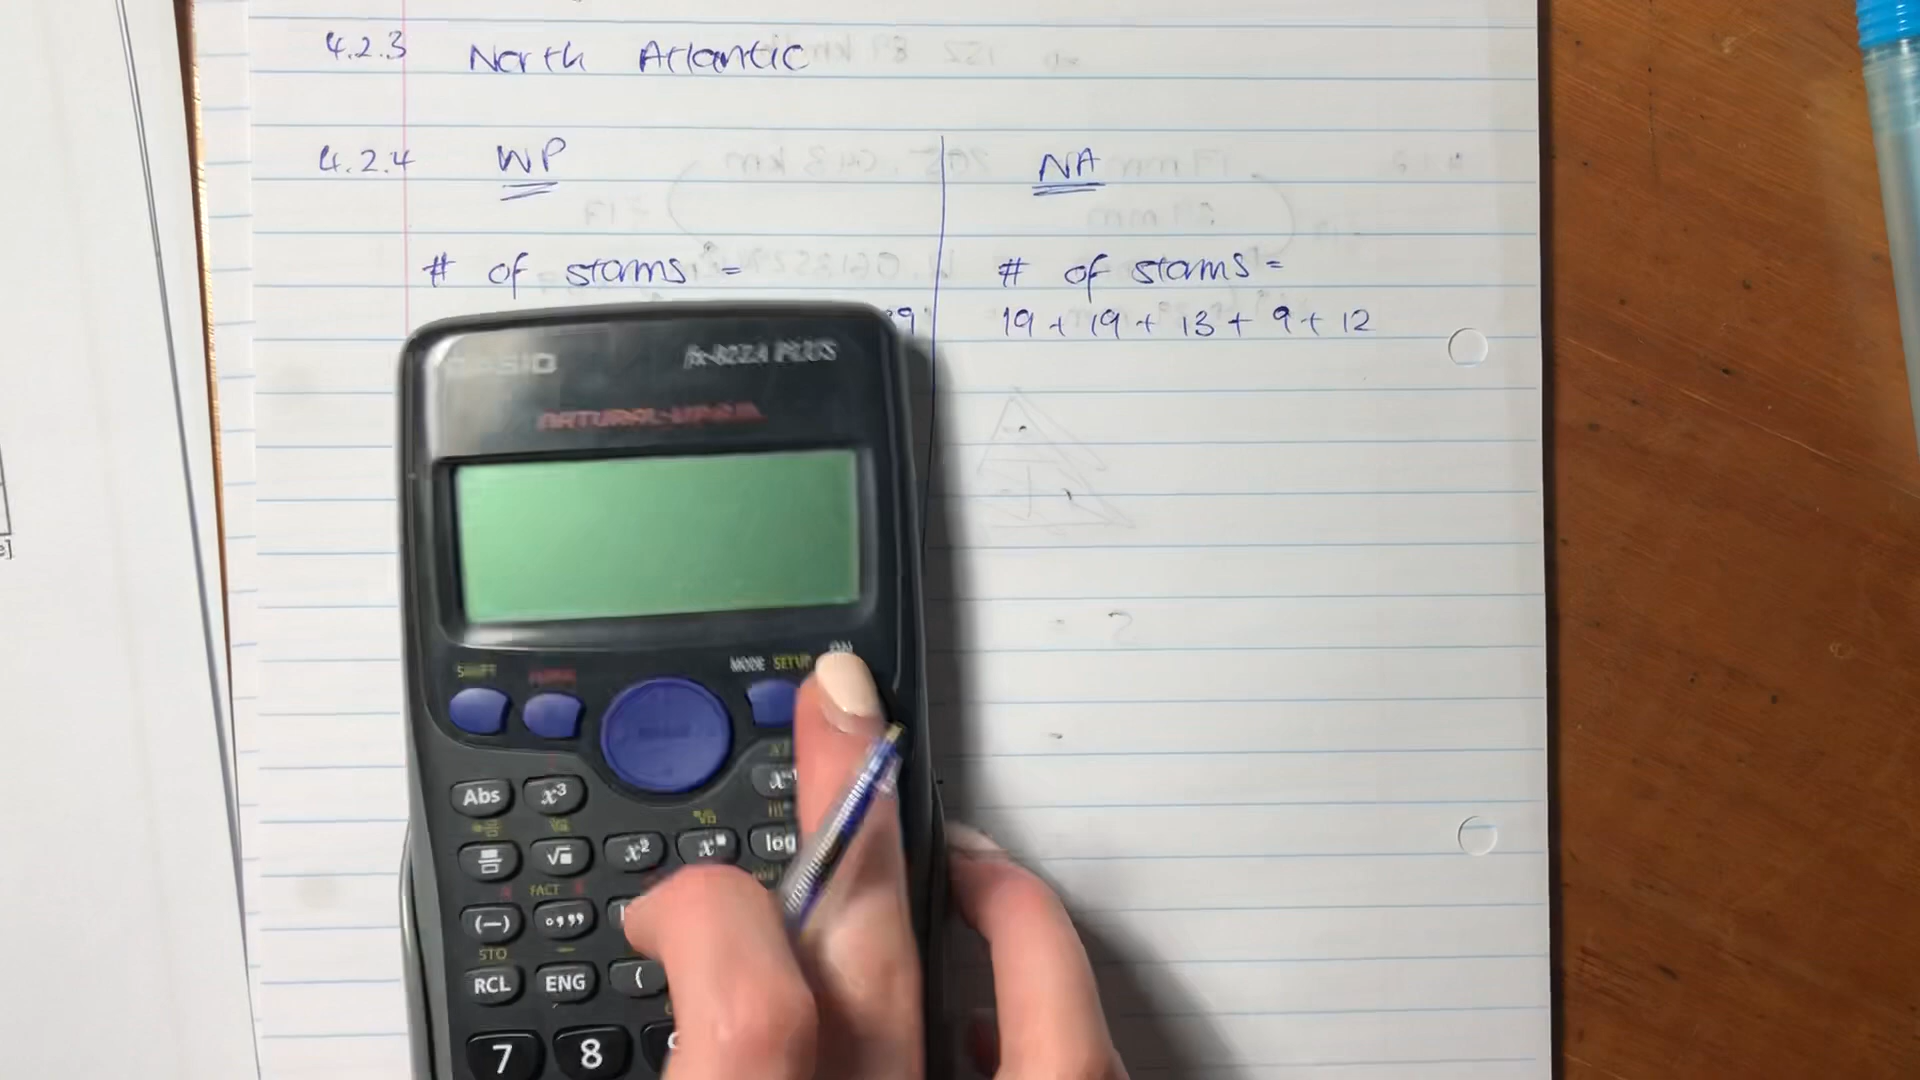 4.2.3 North Atlantic
4.2.4 WP
NA
# of storms =
# of storms =
19 + 19 + 13 + 9 + 12
39
CASIO fx-82ZA PLUS
NATURAL-V.P.A.M.
SHIFT ALPHA MODE SETUP ON
Abs x³
x² log
(—) FACT
STO
RCL ENG (
7 8
e]